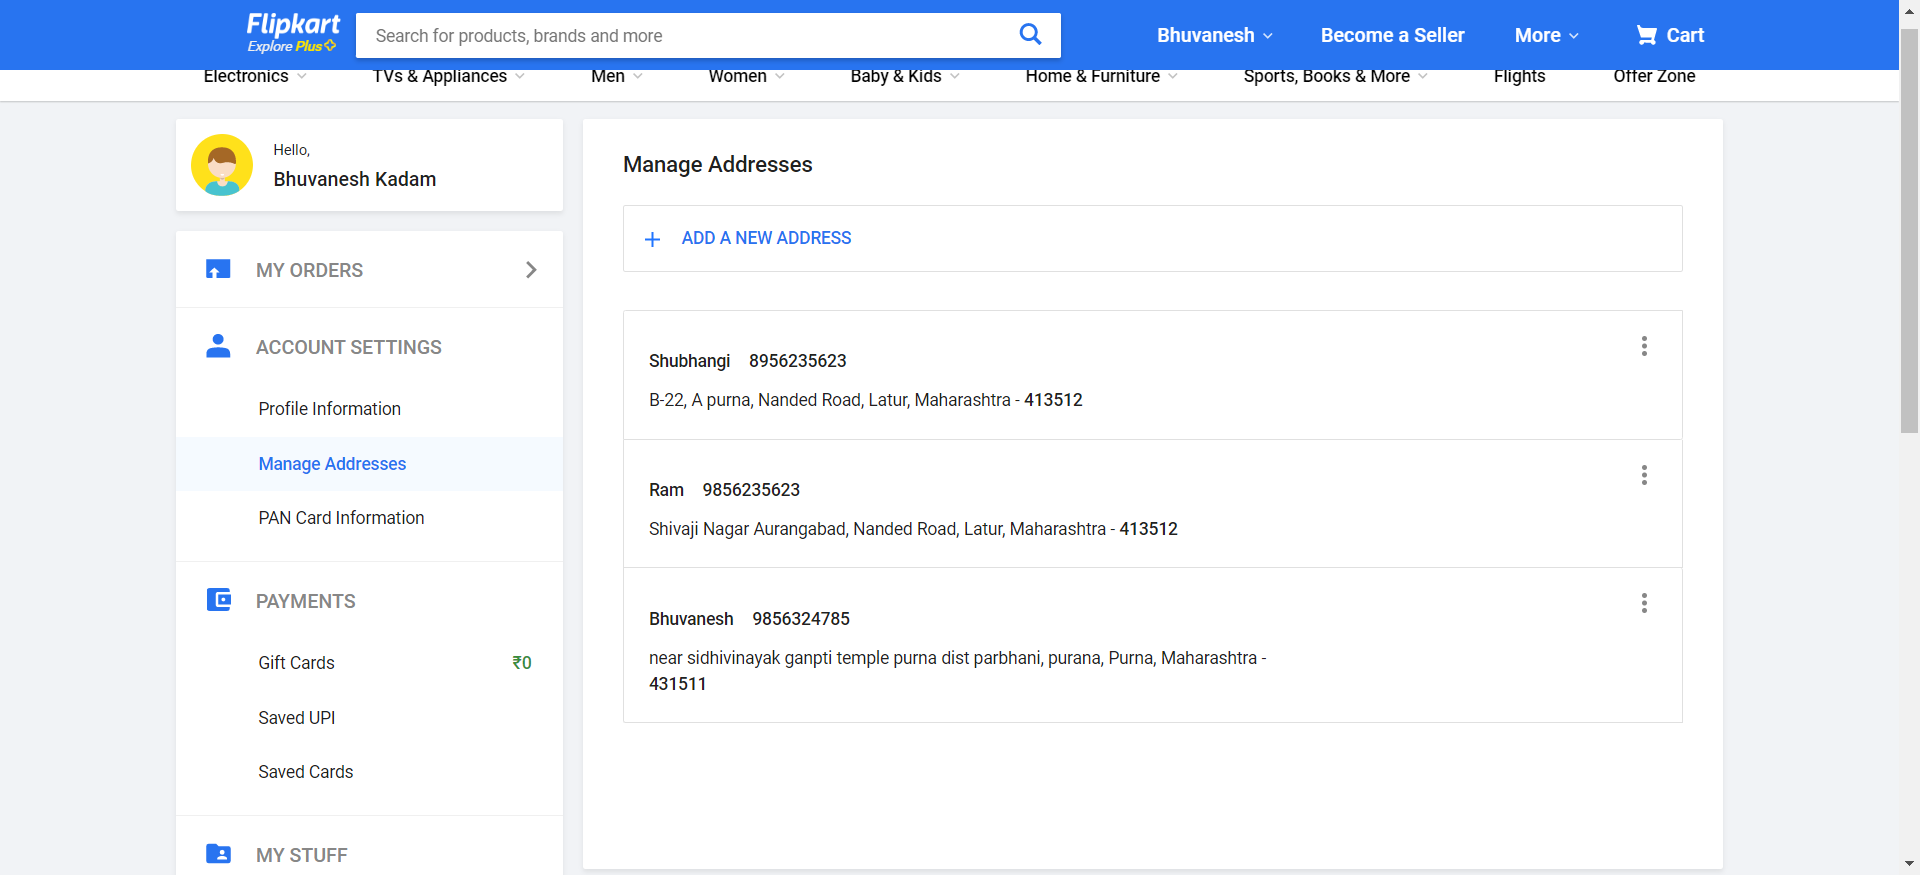 Flipkart
Explore Plus
Search for products, brands and more
Bhuvanesh
Become a Seller
More
Cart
Electronics
TVs & Appliances
Men
Women
Baby & Kids
Home & Furniture
Sports, Books & More
Flights
Offer Zone
Hello,
Bhuvanesh Kadam
MY ORDERS
ACCOUNT SETTINGS
Profile Information
Manage Addresses
PAN Card Information
PAYMENTS
Gift Cards ₹0
Saved UPI
Saved Cards
MY STUFF
Manage Addresses
ADD A NEW ADDRESS
Shubhangi 8956235623
B-22, A purna, Nanded Road, Latur, Maharashtra - 413512
Ram 9856235623
Shivaji Nagar Aurangabad, Nanded Road, Latur, Maharashtra - 413512
Bhuvanesh 9856324785
near sidhivinayak ganpti temple purna dist parbhani, purana, Purna, Maharashtra -
431511